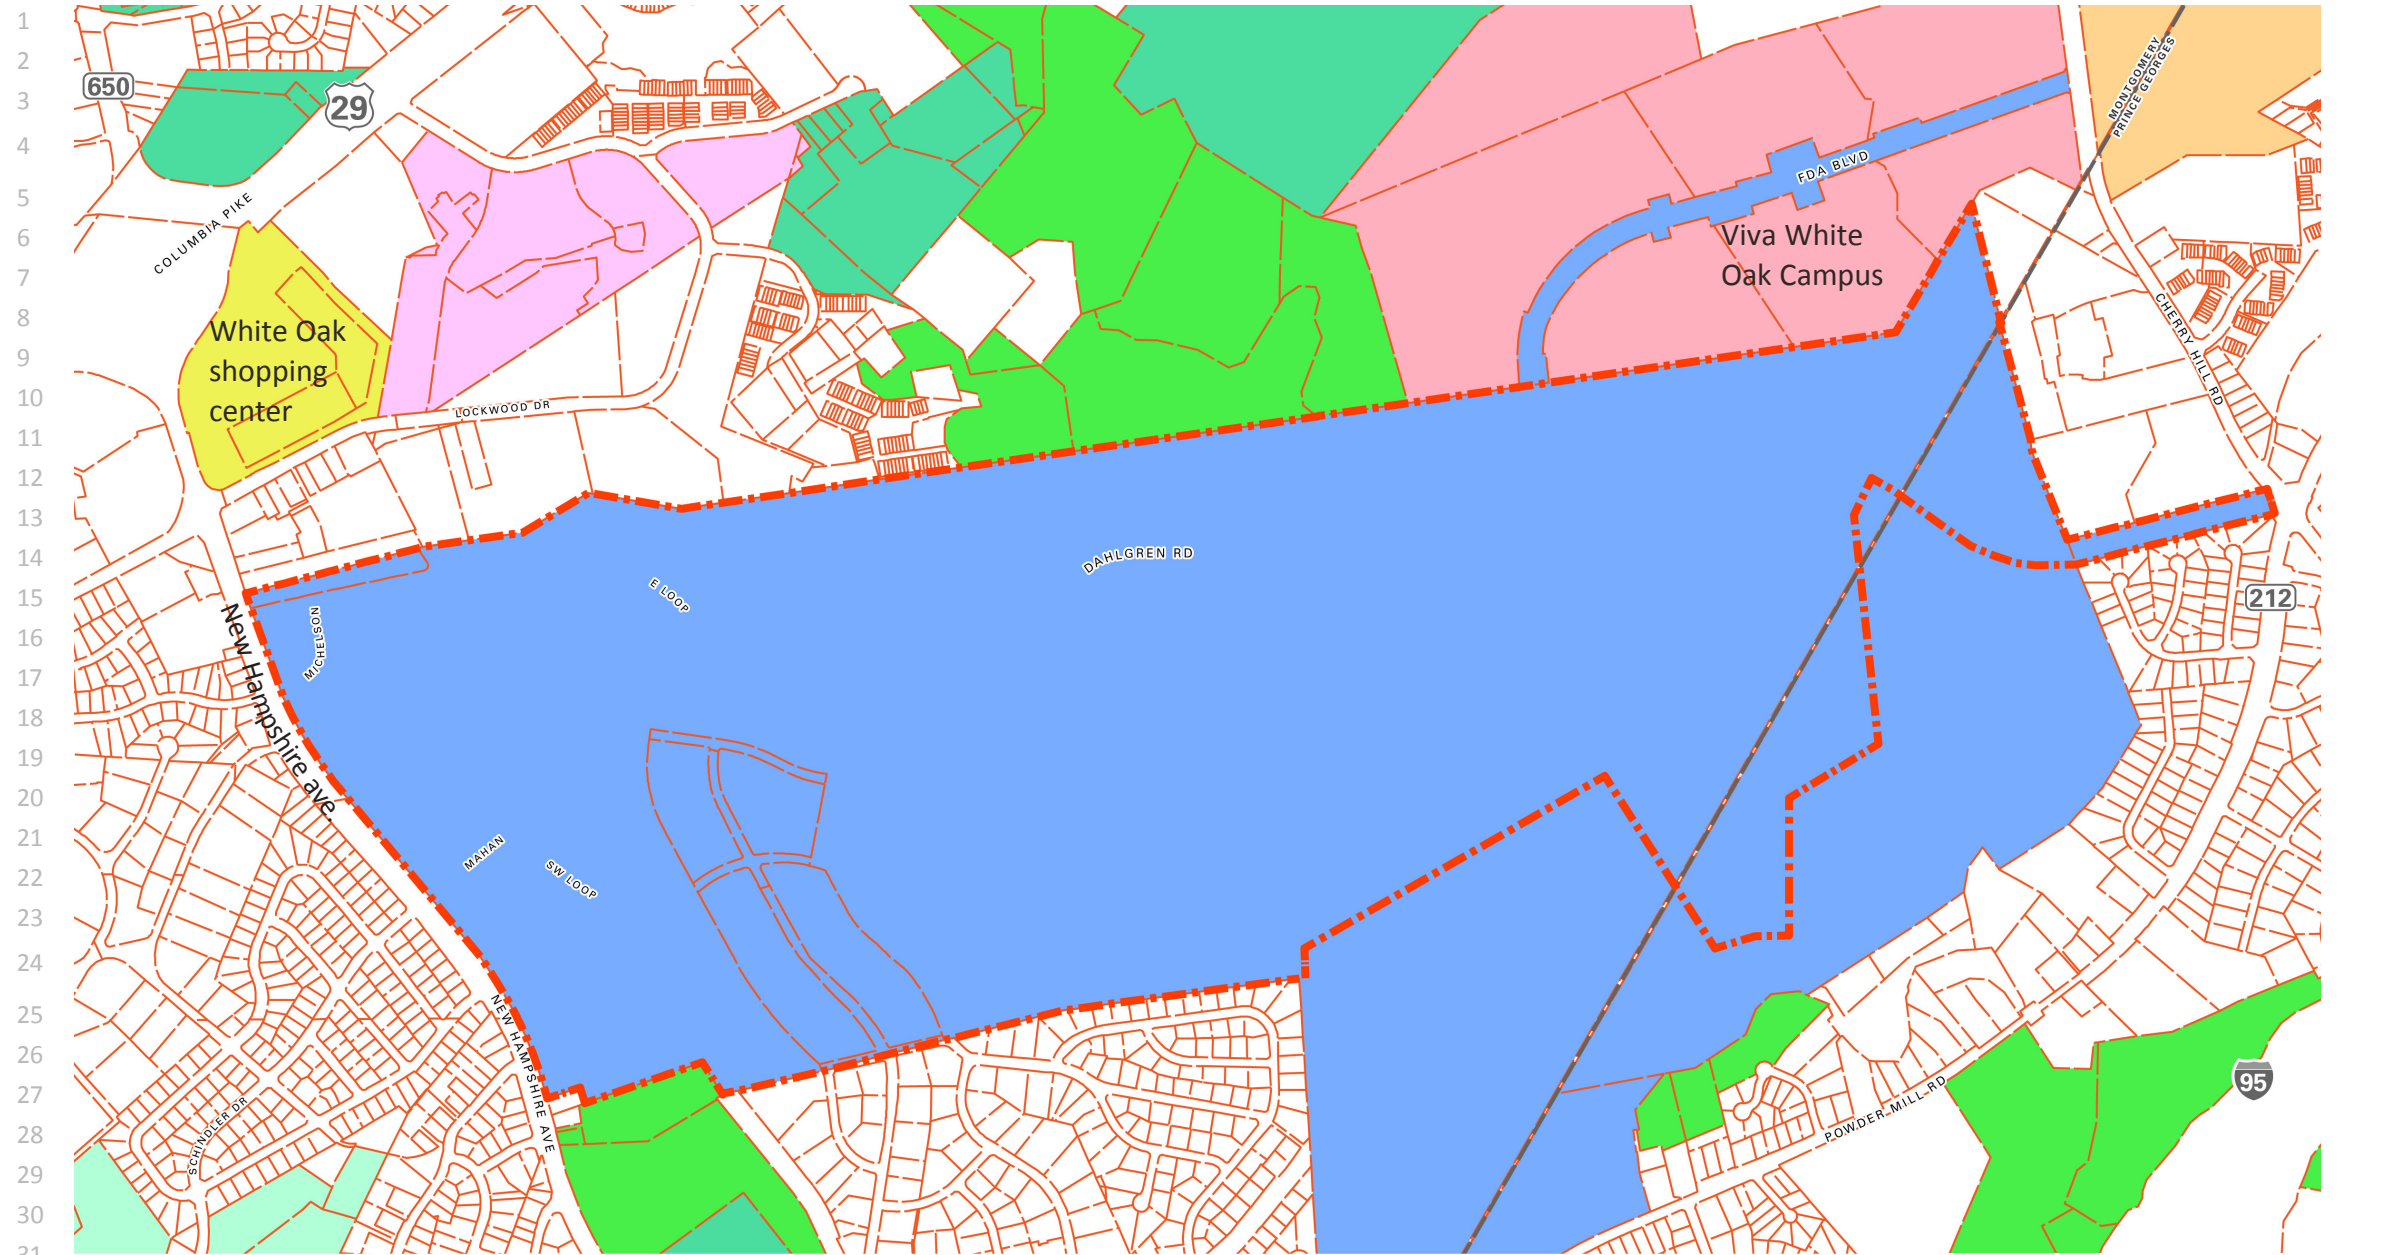 1
2
3
4
5
6
7
8
9
10
11
12
13
14
15
16
17
18
19
20
21
22
23
24
25
26
27
28
29
30
31
650
29
COLUMBIA PIKE
MONTGOMERY
PRINCE GEORGES
FDA BLVD
Viva White
Oak Campus
White Oak
shopping
center
LOCKWOOD DR
CHERRY HILL RD
DAHLGREN RD
E LOOP
MICHELSON
212
New Hampshire ave.
MAHAN
SW LOOP
NEW HAMPSHIRE AVE
SCHINDLER DR
POWDER MILL RD
95